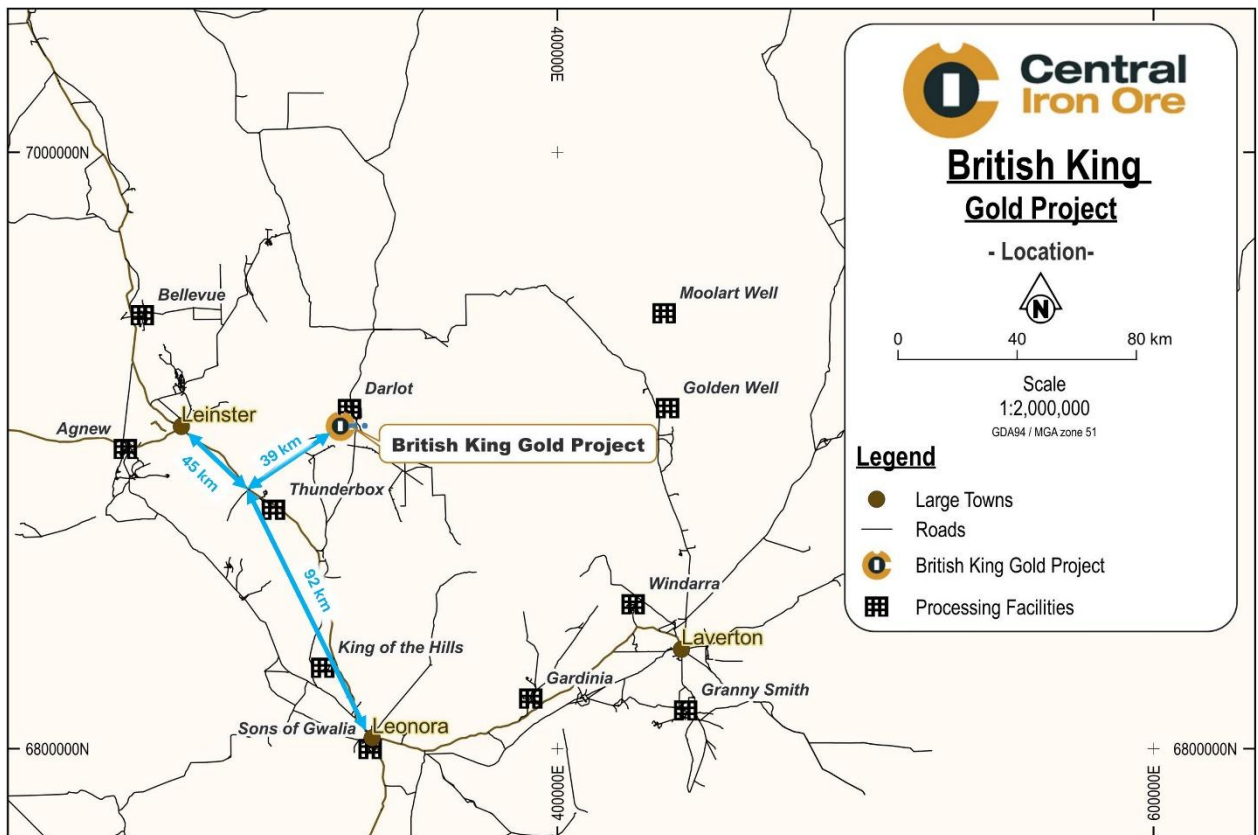 400000E
7000000N
Bellevue
Moolart Well
Darlot
Golden Well
Leinster
Agnew
39 km
British King Gold Project
45 km
Thunderbox
92 km
Windarra
King of the Hills
Laverton
Gardinia
Granny Smith
Sons of Gwalia
Leonora
6800000N
6800000N
400000E
600000E
Central
Iron Ore
British King
Gold Project
- Location-
N
0 40 80 km
Scale
1:2,000,000
GDA94 / MGA zone 51
Legend
Large Towns
Roads
British King Gold Project
Processing Facilities